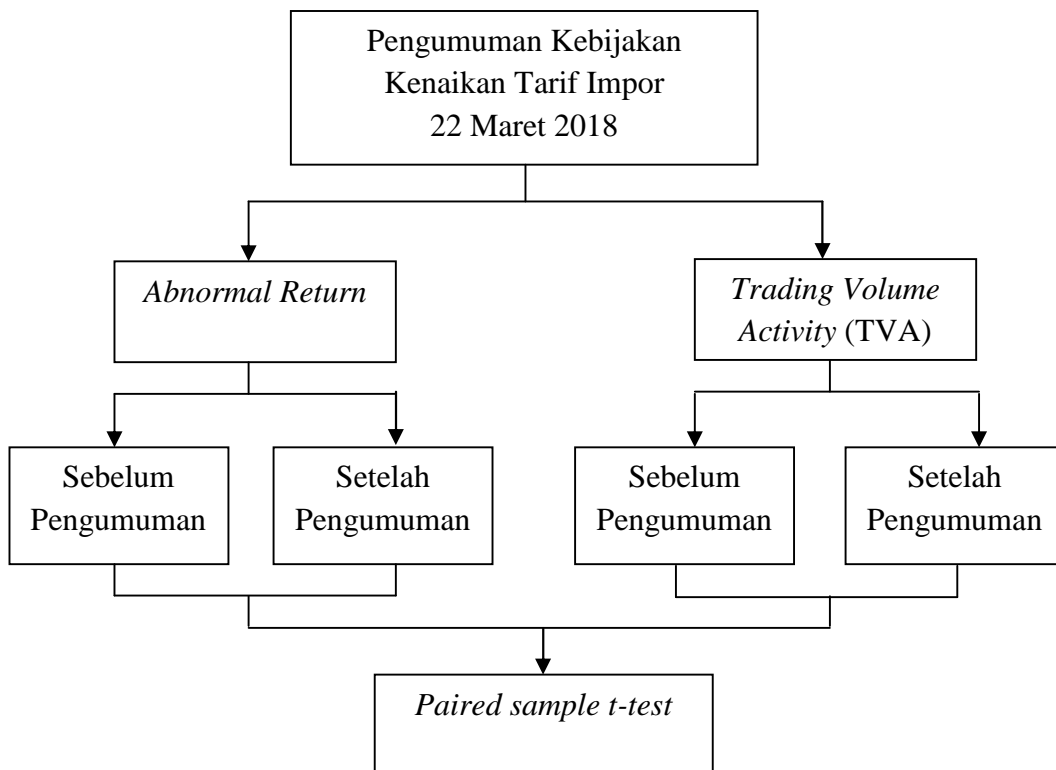 Pengumuman Kebijakan
Kenaikan Tarif Impor
22 Maret 2018
Abnormal Return
Trading Volume
Activity (TVA)
Sebelum
Pengumuman
Setelah
Pengumuman
Sebelum
Pengumuman
Setelah
Pengumuman
Paired sample t-test